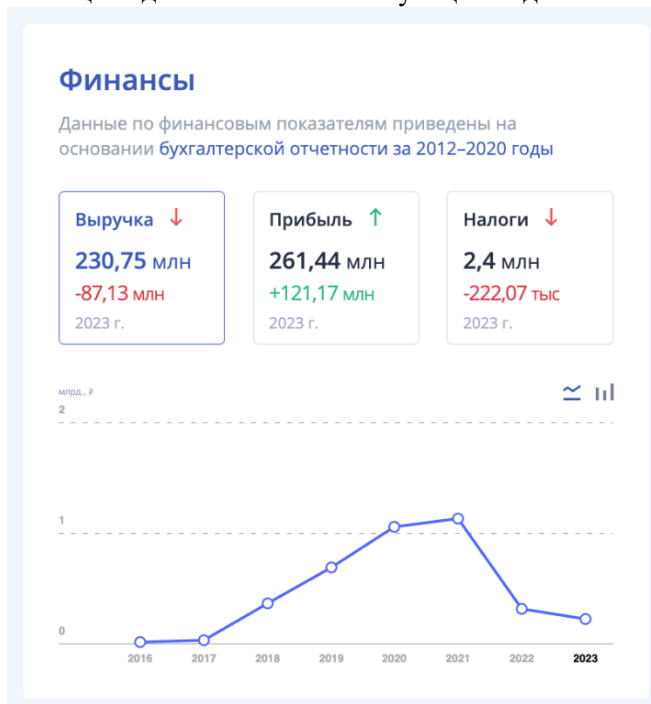 Финансы
Данные по финансовым показателям приведены на
основании бухгалтерской отчетности за 2012–2020 годы
Выручка ↓
230,75 млн
-87,13 млн
2023 г.
Прибыль ↑
261,44 млн
+121,17 млн
2023 г.
Налоги ↓
2,4 млн
-222,07 тыс
2023 г.
млрд., ₽
2
1
0
2016 2017 2018 2019 2020 2021 2022 2023